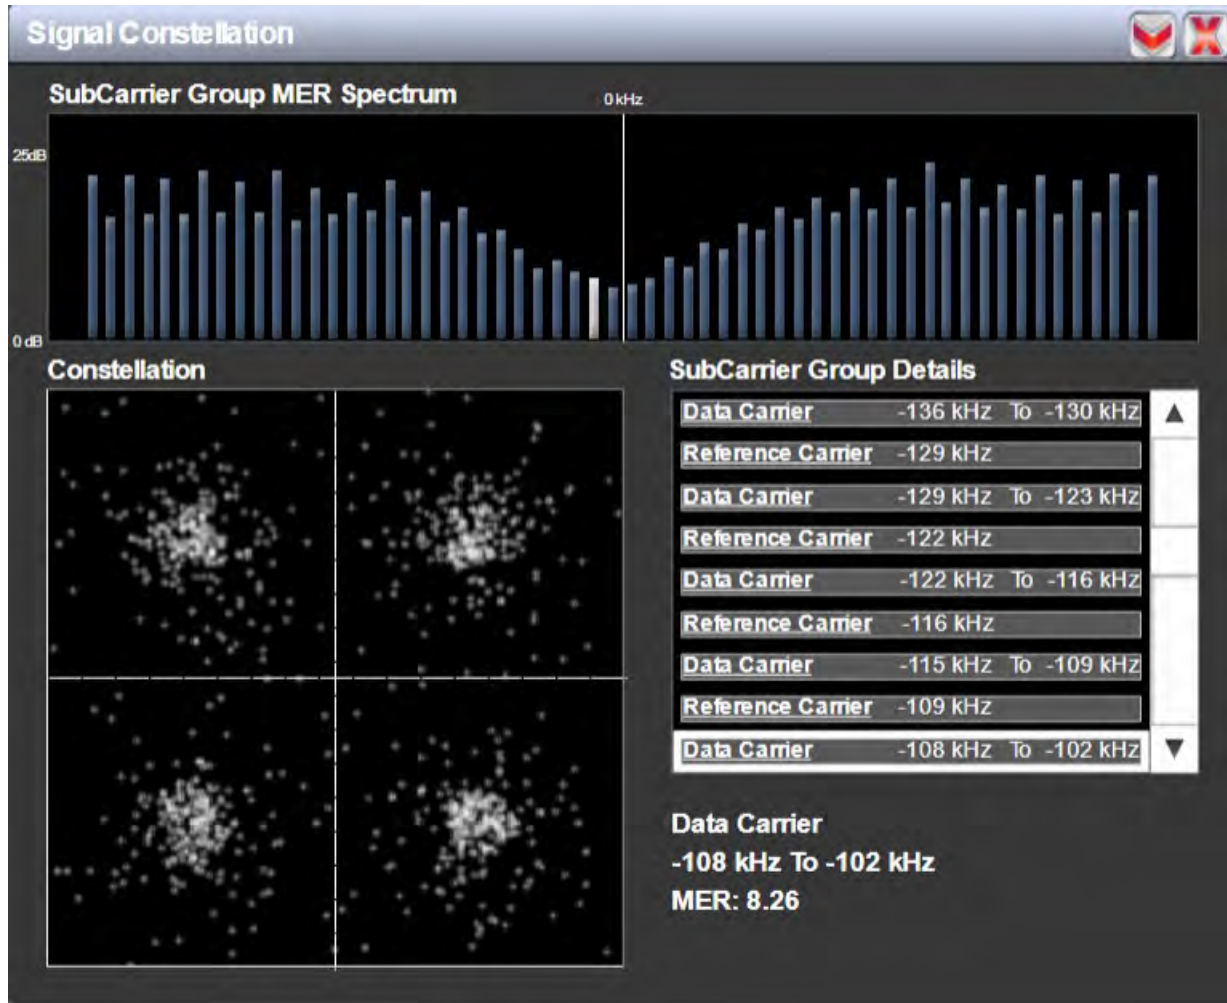 Signal Constellation
SubCarrier Group MER Spectrum
0 kHz
25dB
0 dB
Constellation
SubCarrier Group Details
Data Carrier -136 kHz To -130 kHz
Reference Carrier -129 kHz
Data Carrier -129 kHz To -123 kHz
Reference Carrier -122 kHz
Data Carrier -122 kHz To -116 kHz
Reference Carrier -116 kHz
Data Carrier -115 kHz To -109 kHz
Reference Carrier -109 kHz
Data Carrier -108 kHz To -102 kHz
Data Carrier
-108 kHz To -102 kHz
MER: 8.26